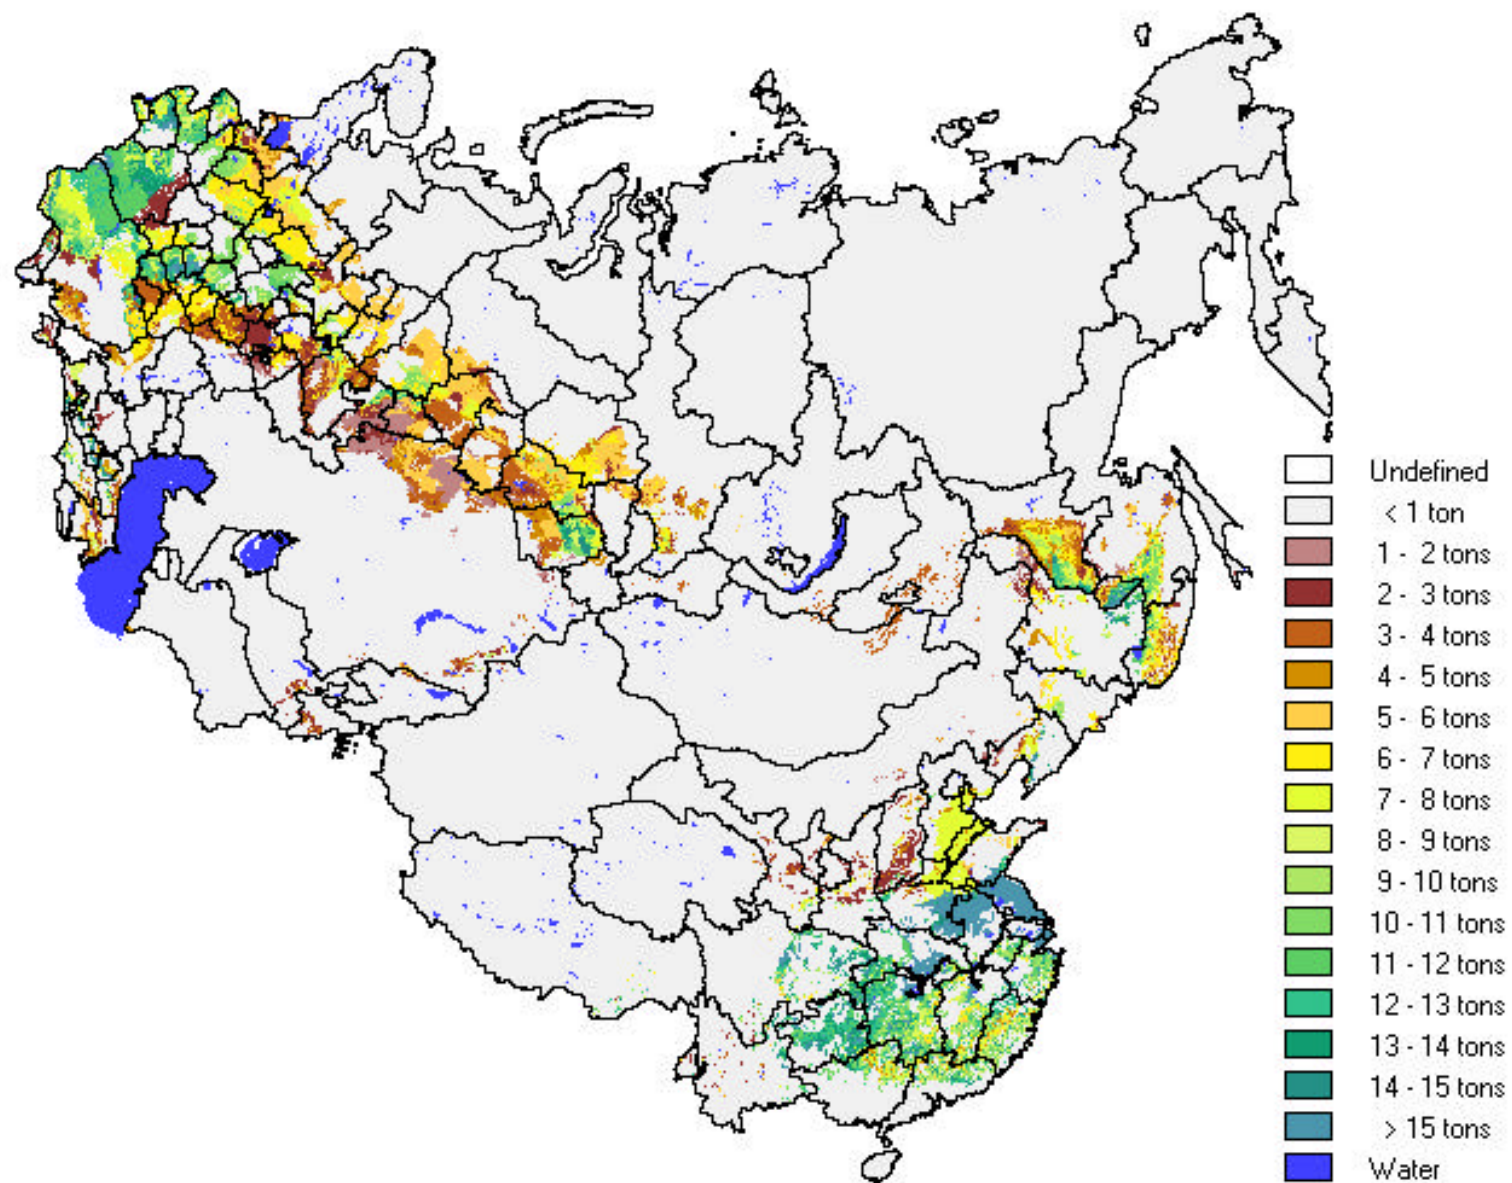 Undefined
< 1 ton
1 - 2 tons
2 - 3 tons
3 - 4 tons
4 - 5 tons
5 - 6 tons
6 - 7 tons
7 - 8 tons
8 - 9 tons
9 - 10 tons
10 - 11 tons
11 - 12 tons
12 - 13 tons
13 - 14 tons
14 - 15 tons
> 15 tons
Water